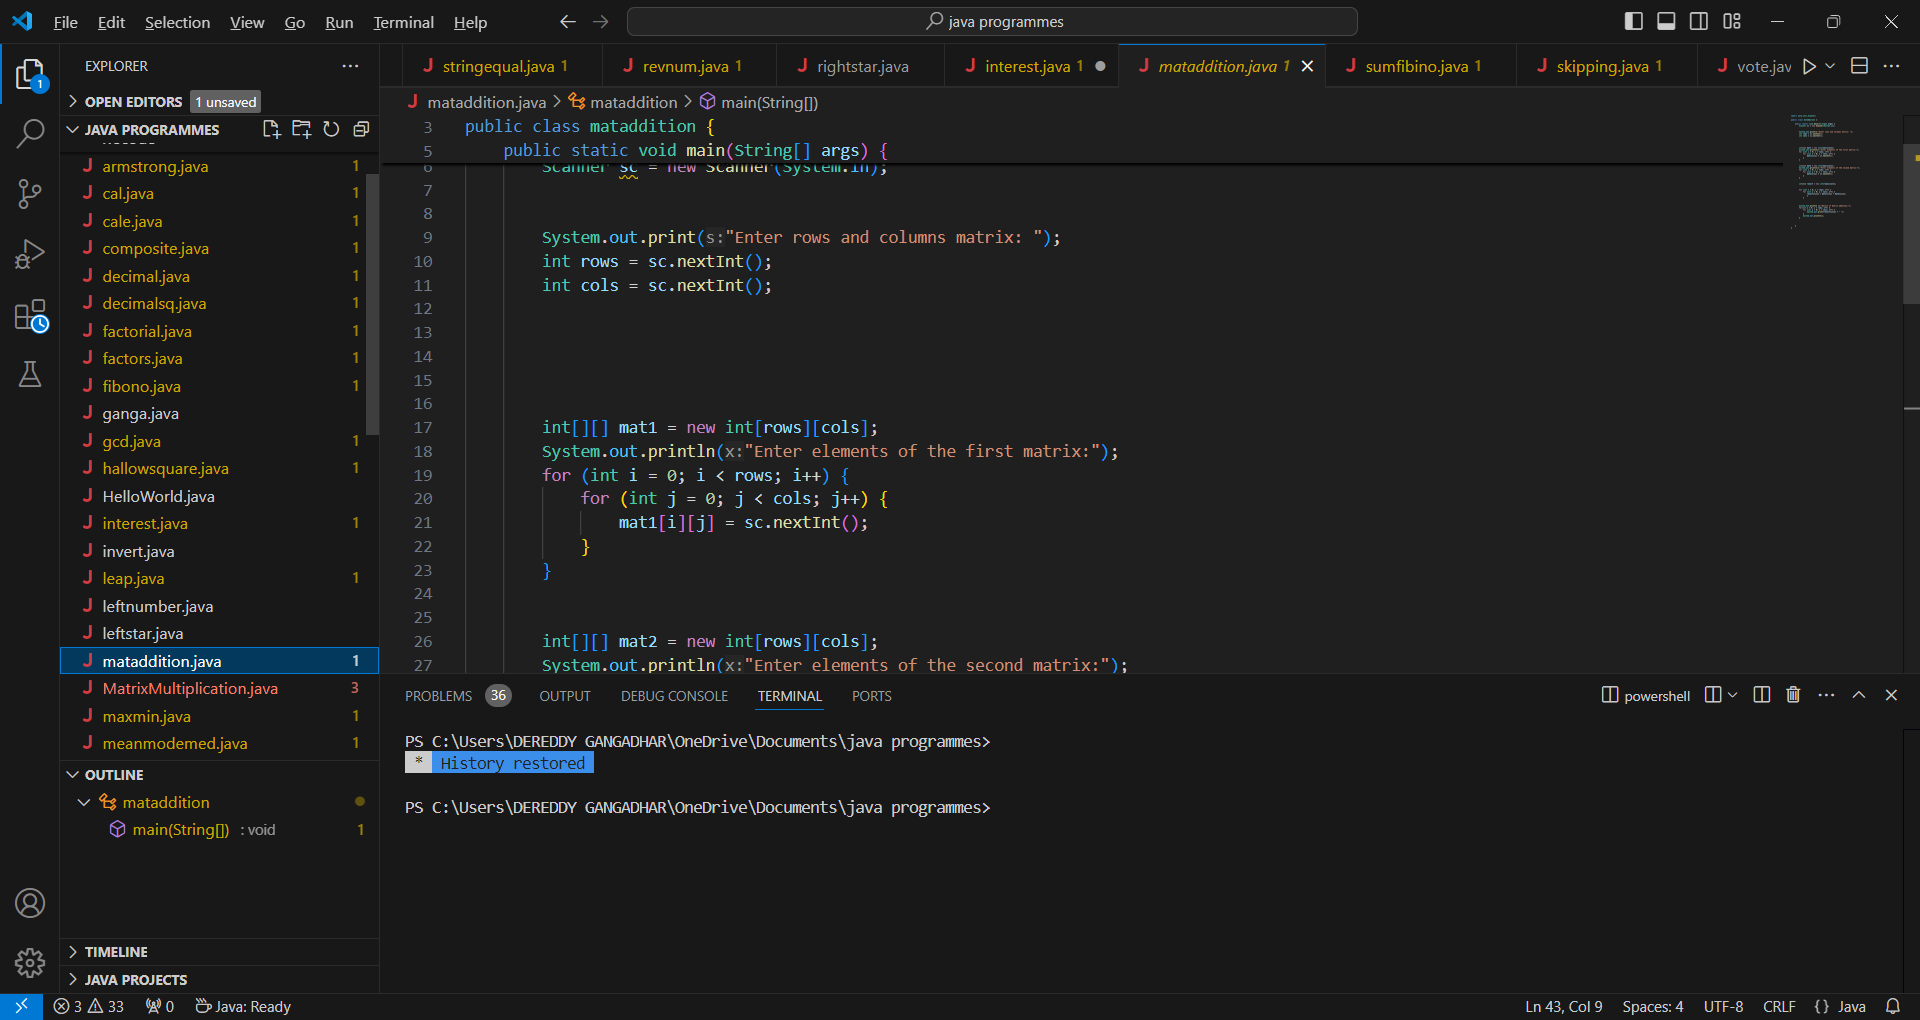 File Edit Selection View Go Run Terminal Help
java programmes
EXPLORER
OPEN EDITORS 1 unsaved
JAVA PROGRAMMES
armstrong.java 1
cal.java 1
cale.java 1
composite.java 1
decimal.java 1
decimalsq.java 1
factorial.java 1
factors.java 1
fibono.java 1
ganga.java
gcd.java 1
hallowsquare.java 1
HelloWorld.java
interest.java 1
invert.java
leap.java 1
leftnumber.java
leftstar.java
mataddition.java 1
MatrixMultiplication.java 3
maxmin.java 1
meanmodemed.java 1
OUTLINE
mataddition
main(String[]) : void 1
TIMELINE
JAVA PROJECTS
stringequal.java 1 revnum.java 1 rightstar.java interest.java 1 mataddition.java 1 sumfibino.java 1 skipping.java 1 vote.jav
mataddition.java > mataddition > main(String[])
3 public class mataddition {
5 public static void main(String[] args) {
6 Scanner sc = new Scanner(System.in);
7
8
9 System.out.print(s:"Enter rows and columns matrix: ");
10 int rows = sc.nextInt();
11 int cols = sc.nextInt();
12
13
14
15
16
17 int[][] mat1 = new int[rows][cols];
18 System.out.println(x:"Enter elements of the first matrix:");
19 for (int i = 0; i < rows; i++) {
20 for (int j = 0; j < cols; j++) {
21 mat1[i][j] = sc.nextInt();
22 }
23 }
24
25
26 int[][] mat2 = new int[rows][cols];
27 System.out.println(x:"Enter elements of the second matrix:");
PROBLEMS 36 OUTPUT DEBUG CONSOLE TERMINAL PORTS powershell
PS C:\Users\DEREDDY GANGADHAR\OneDrive\Documents\java programmes>
* History restored
PS C:\Users\DEREDDY GANGADHAR\OneDrive\Documents\java programmes>
3 33 0 Java: Ready Ln 43, Col 9 Spaces: 4 UTF-8 CRLF {} Java